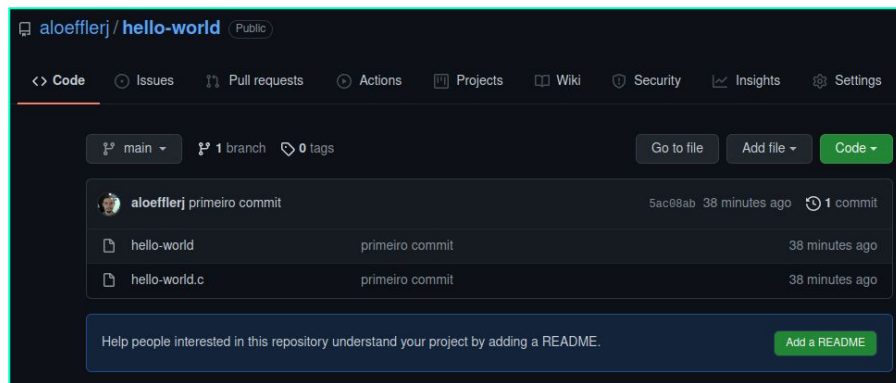 aloefflerj / hello-world Public
Code Issues Pull requests Actions Projects Wiki Security Insights Settings
main 1 branch 0 tags Go to file Add file Code
aloefflerj primeiro commit 5ac08ab 38 minutes ago 1 commit
hello-world primeiro commit 38 minutes ago
hello-world.c primeiro commit 38 minutes ago
Help people interested in this repository understand your project by adding a README. Add a README